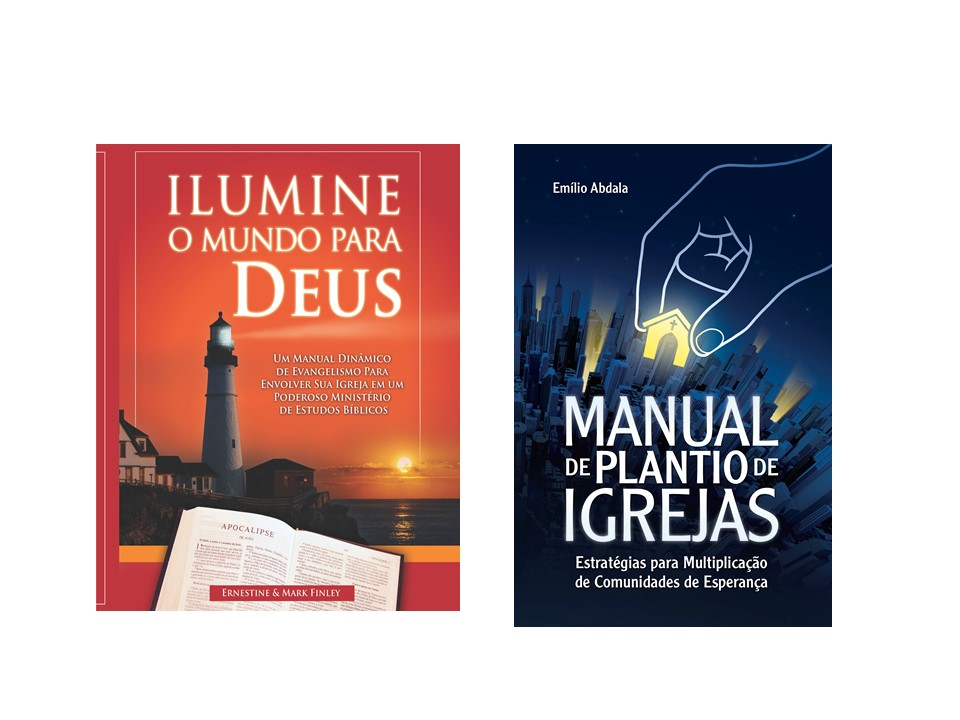 ILUMINE
O MUNDO PARA
DEUS
UM MANUAL DINÂMICO
DE EVANGELISMO PARA
ENVOLVER SUA IGREJA EM UM
PODEROSO MINISTÉRIO
DE ESTUDOS BÍBLICOS
APOCALIPSE
DE JOÃO
ERNESTINE & MARK FINLEY
Emílio Abdala
MANUAL
DE PLANTIO DE
IGREJAS
Estratégias para Multiplicação
de Comunidades de Esperança